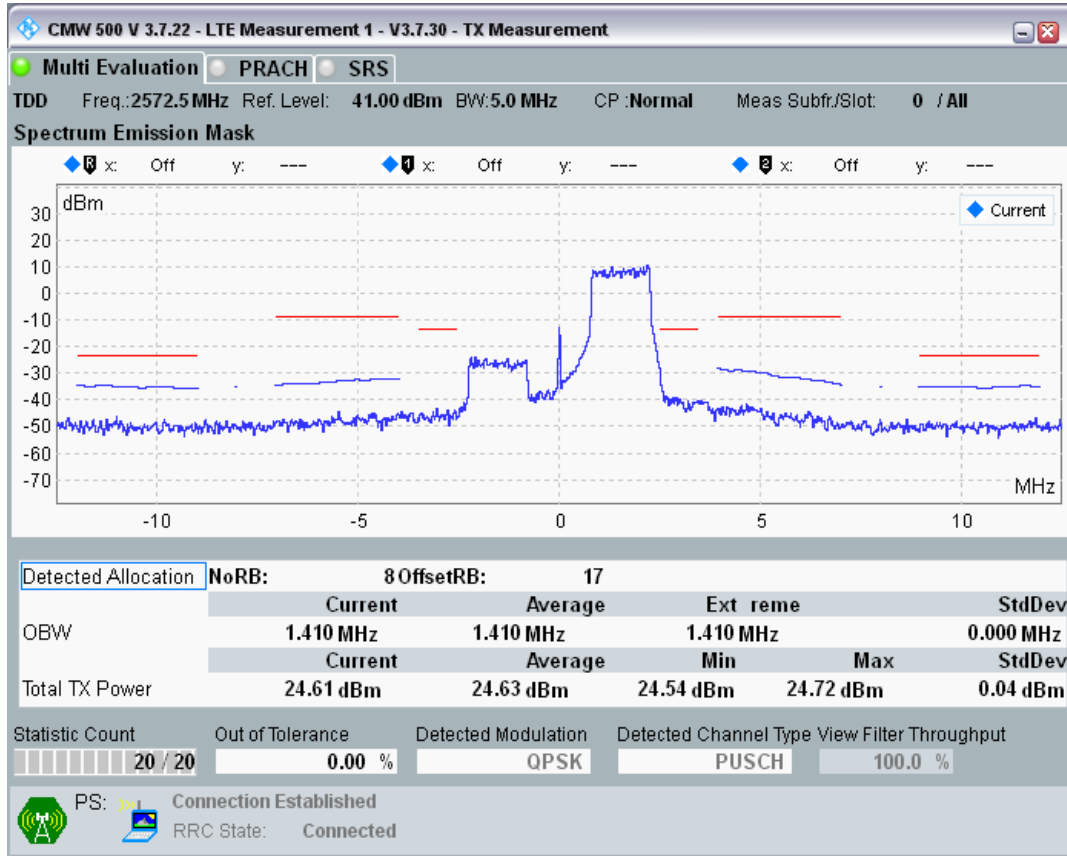 CMW 500 V 3.7.22 - LTE Measurement 1 - V3.7.30 - TX Measurement
Multi Evaluation PRACH SRS
TDD Freq.:2572.5 MHz Ref. Level: 41.00 dBm BW:5.0 MHz CP :Normal Meas Subfr./Slot: 0 / All
Spectrum Emission Mask
R x: Off y: --- 1 x: Off y: --- 2 x: Off y: ---
dBm
Current
30
20
10
0
-10
-20
-30
-40
-50
-60
-70
MHz
-10 -5 0 5 10
Detected Allocation NoRB: 8 OffsetRB: 17
Current Average Ext reme StdDev
OBW 1.410 MHz 1.410 MHz 1.410 MHz 0.000 MHz
Current Average Min Max StdDev
Total TX Power 24.61 dBm 24.63 dBm 24.54 dBm 24.72 dBm 0.04 dBm
Statistic Count Out of Tolerance Detected Modulation Detected Channel Type View Filter Throughput
20 / 20 0.00 % QPSK PUSCH 100.0 %
PS: Connection Established
RRC State: Connected